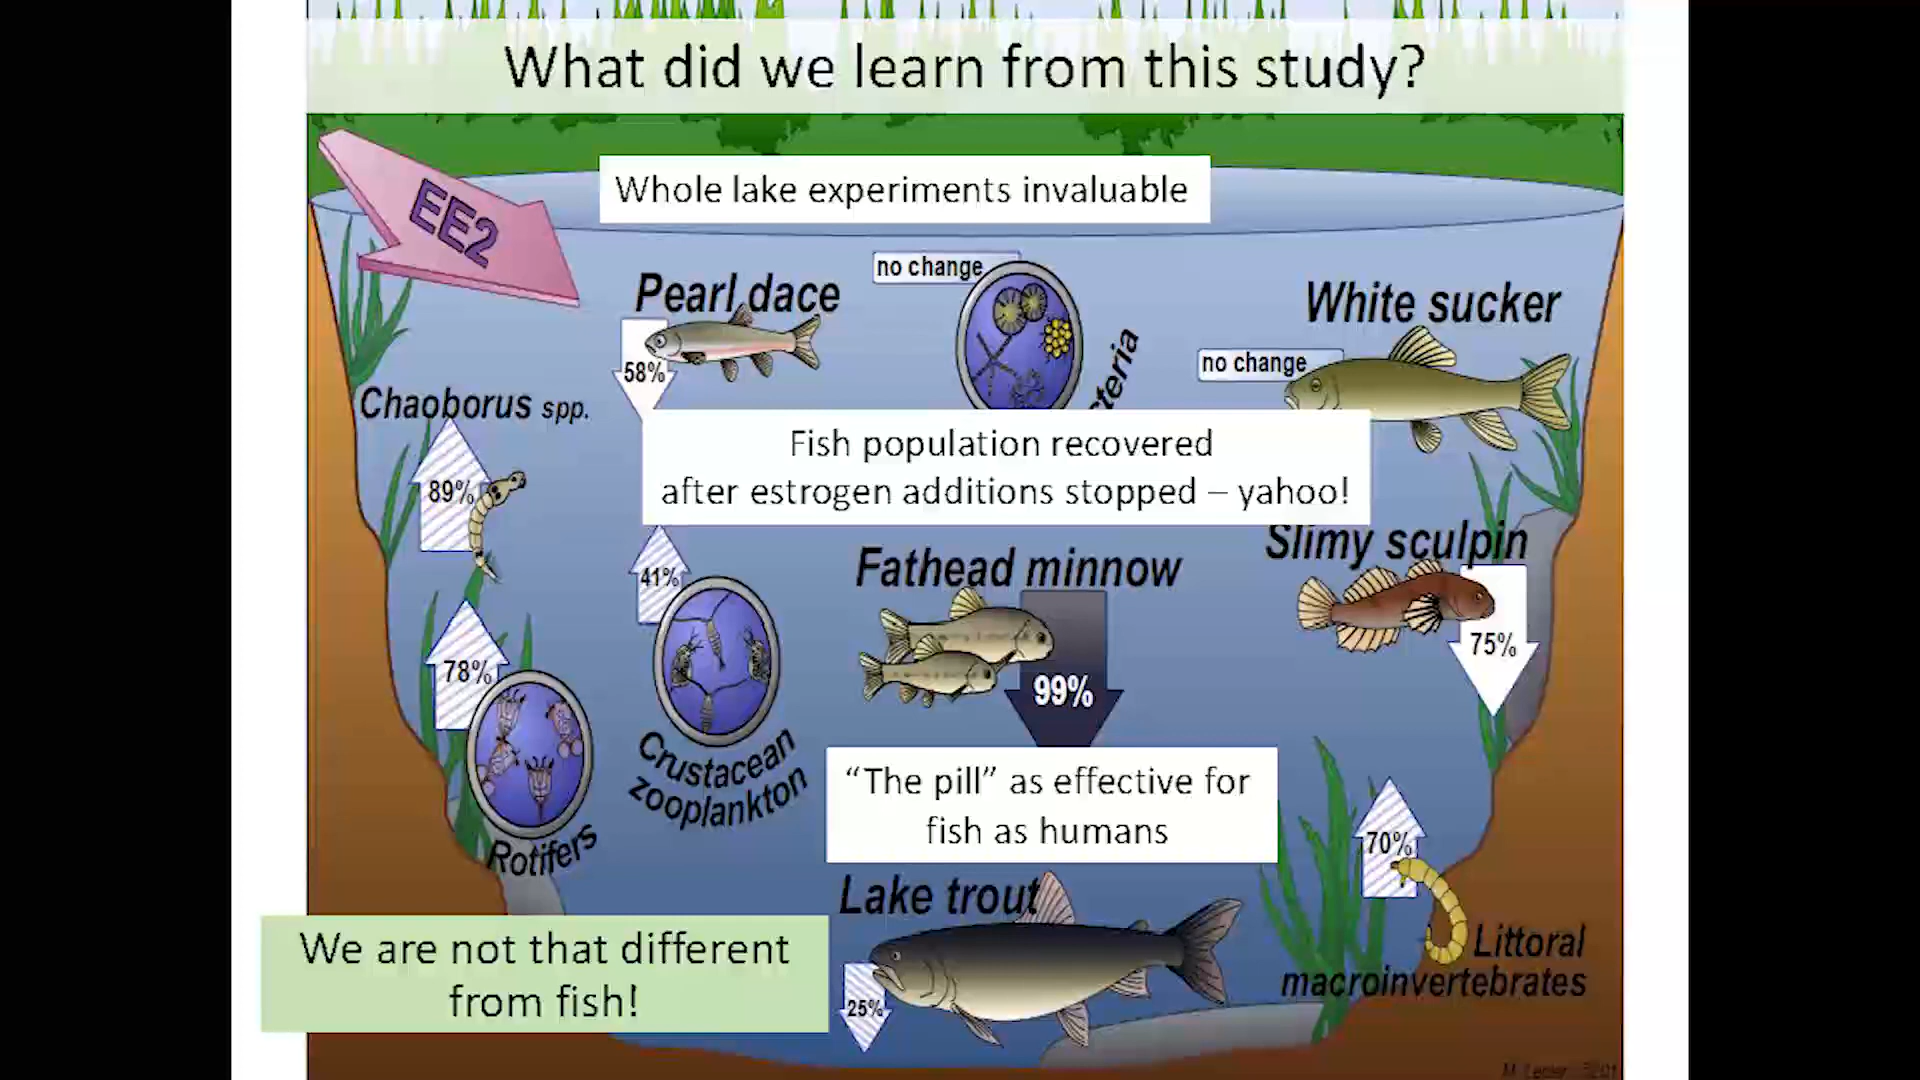 What did we learn from this study?
EE2
Whole lake experiments invaluable
no change
Pearl dace
White sucker
58%
no change
Chaoborus spp.
Fish population recovered
after estrogen additions stopped – yahoo!
89%
Slimy sculpin
41%
Fathead minnow
75%
78%
99%
Crustacean
zooplankton
"The pill" as effective for
fish as humans
Rotifers
70%
Lake trout
We are not that different
from fish!
Littoral
macroinvertebrates
25%